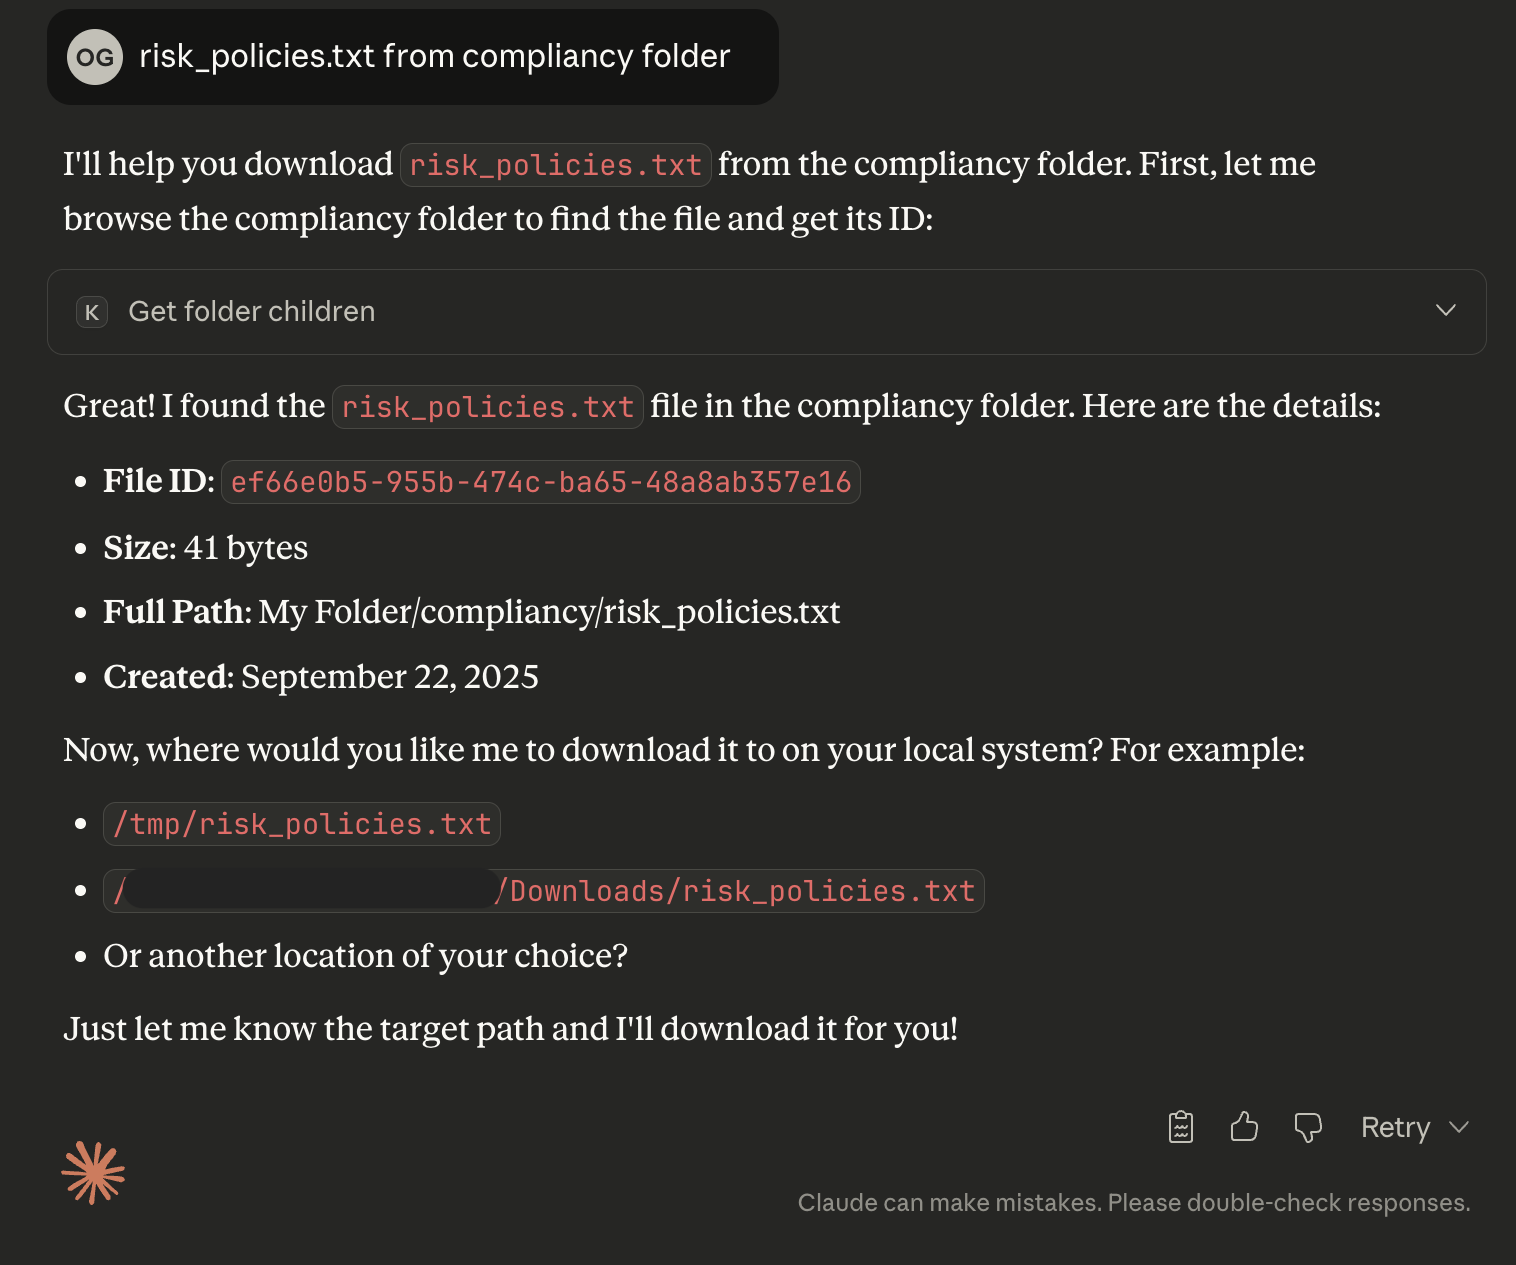 OG risk_policies.txt from compliancy folder
I'll help you download risk_policies.txt from the compliancy folder. First, let me
browse the compliancy folder to find the file and get its ID:
K Get folder children
Great! I found the risk_policies.txt file in the compliancy folder. Here are the details:
• File ID: ef66e0b5-955b-474c-ba65-48a8ab357e16
• Size: 41 bytes
• Full Path: My Folder/compliancy/risk_policies.txt
• Created: September 22, 2025
Now, where would you like me to download it to on your local system? For example:
• /tmp/risk_policies.txt
• / /Downloads/risk_policies.txt
• Or another location of your choice?
Just let me know the target path and I'll download it for you!
Retry
Claude can make mistakes. Please double-check responses.